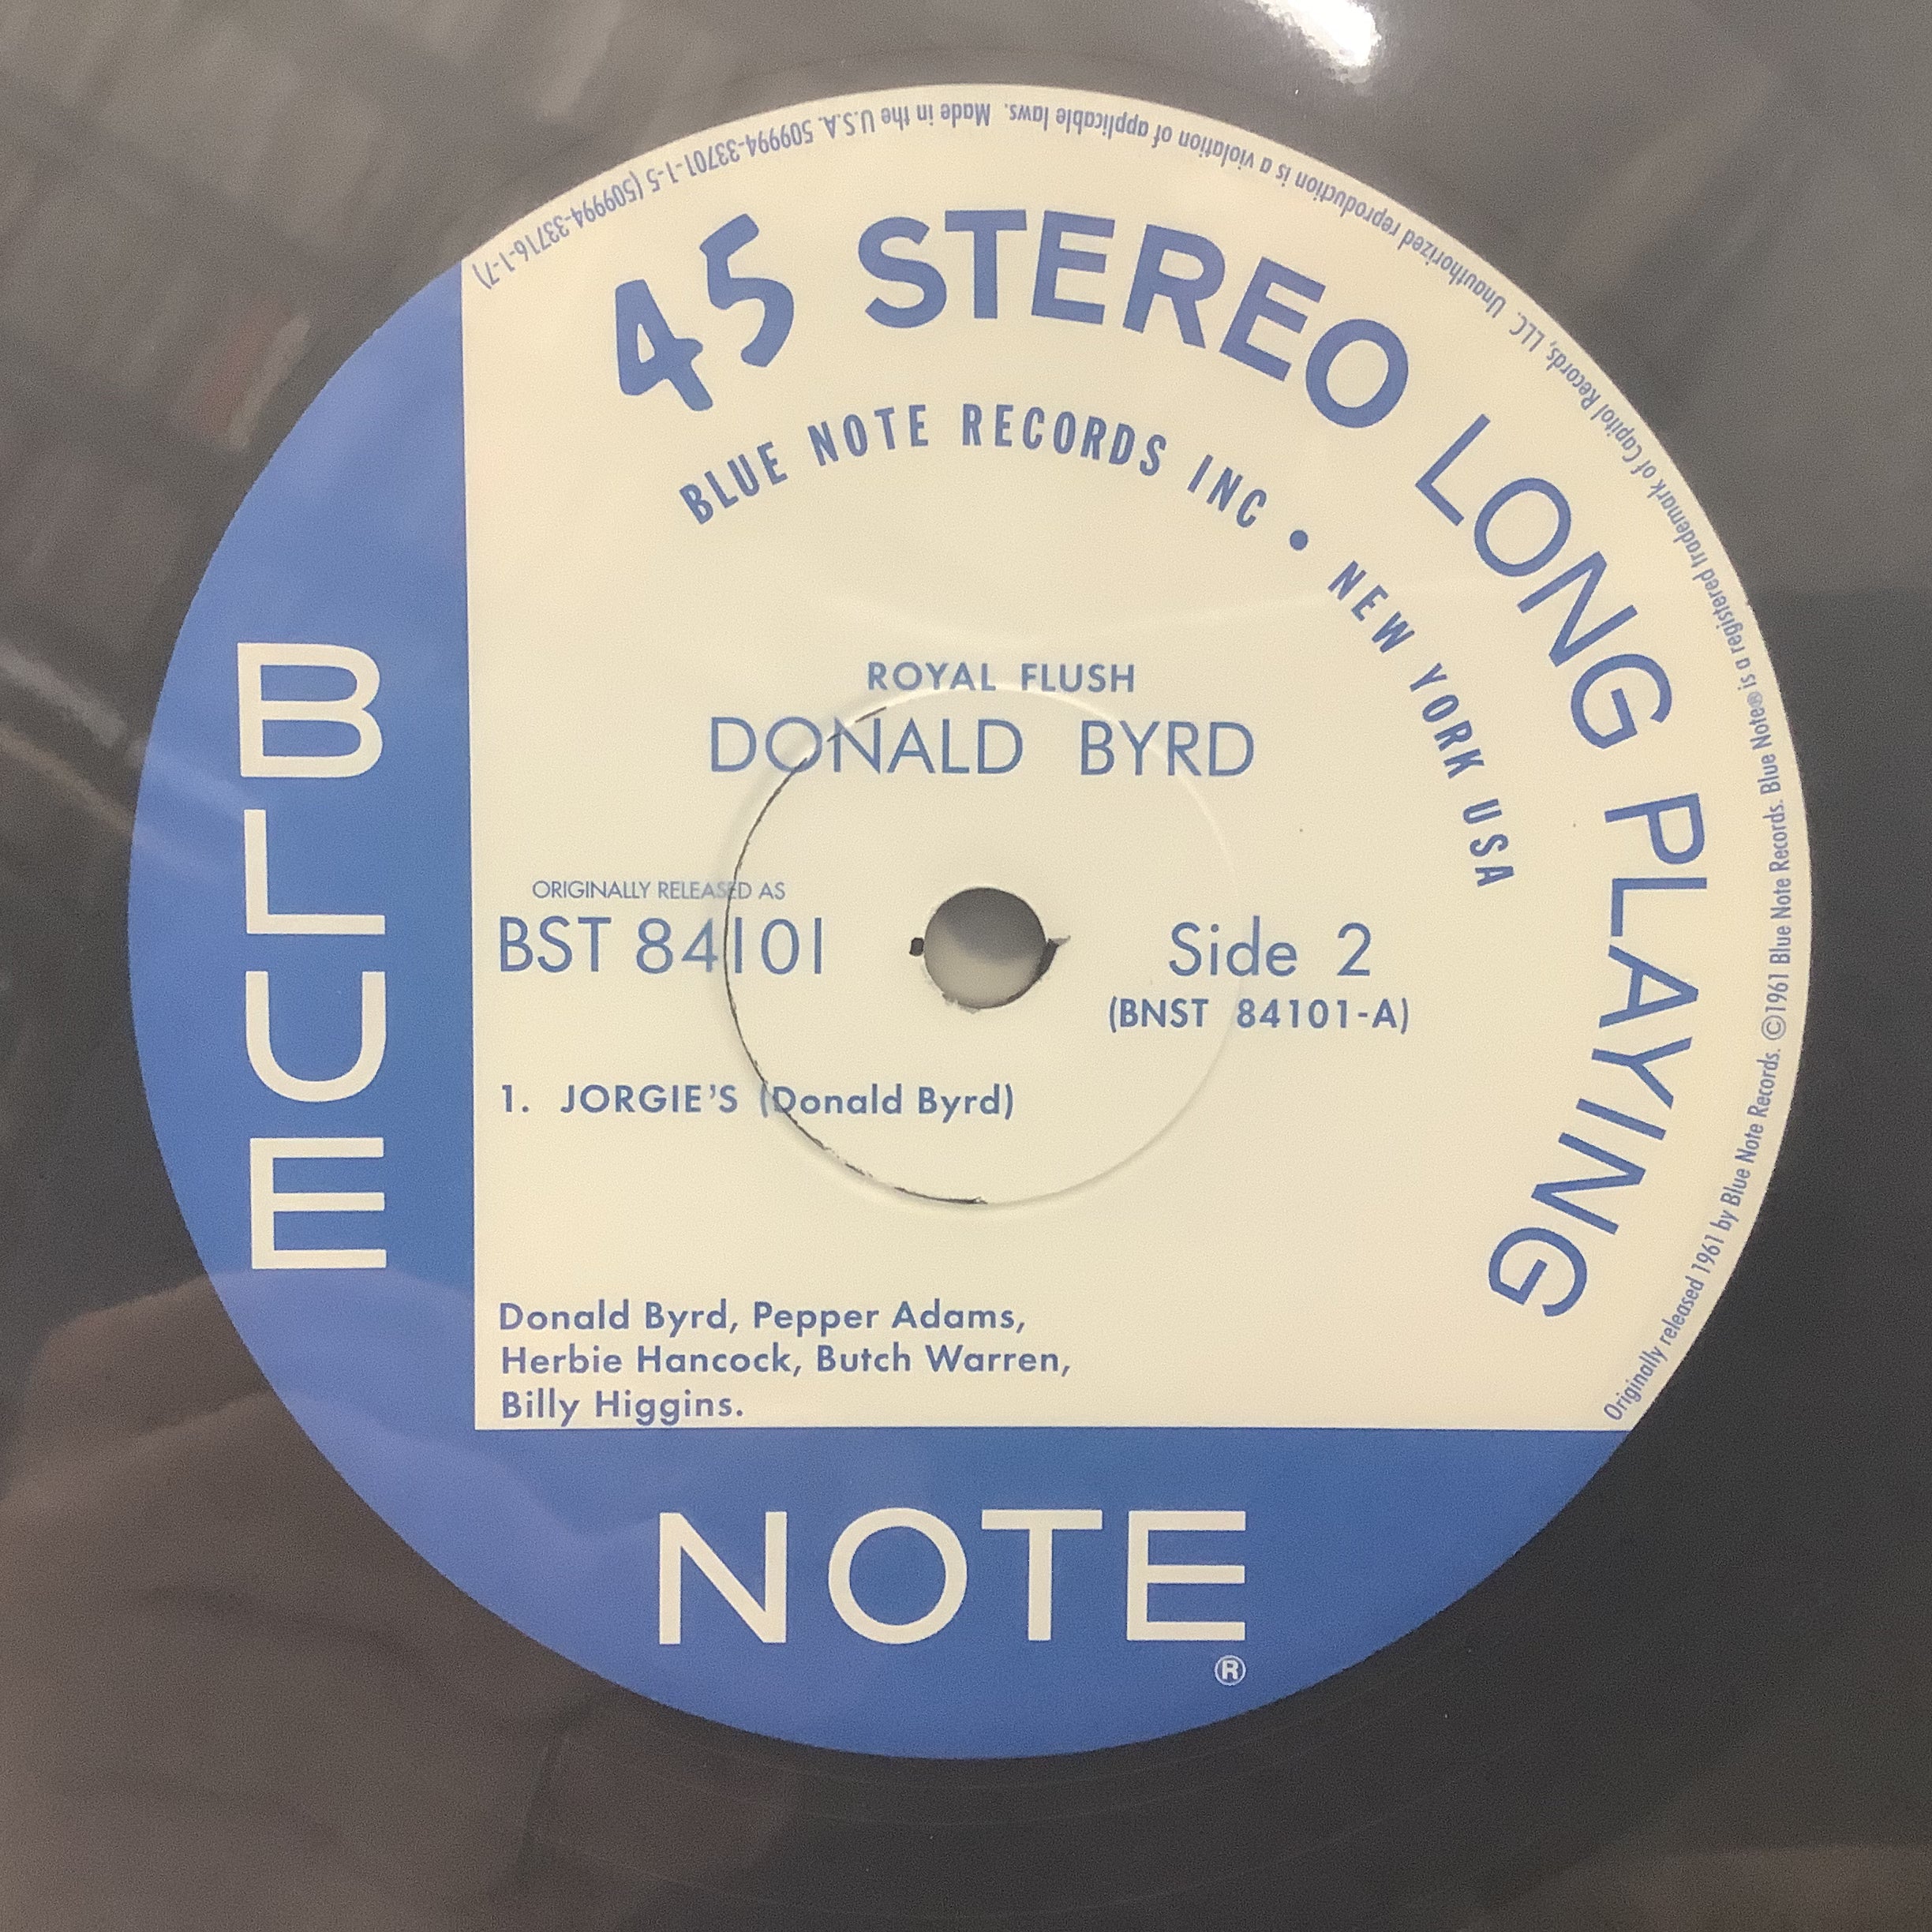 45 STEREO LONG PLAYING
BLUE NOTE RECORDS INC • NEW YORK USA
ROYAL FLUSH
DONALD BYRD
ORIGINALLY RELEASED AS
BST 84101
Side 2
(BNST 84101-A)
1. JORGIE'S (Donald Byrd)
Donald Byrd, Pepper Adams,
Herbie Hancock, Butch Warren,
Billy Higgins.
BLUE
NOTE
®
Originally released 1961 by Blue Note Records. ©1961 Blue Note Records. Blue Note® is a registered trademark of Capitol Records, LLC. Unauthorized reproduction is a violation of applicable laws. Made in the U.S.A. 509994-33701-1-5 (509994-33716-1-7)